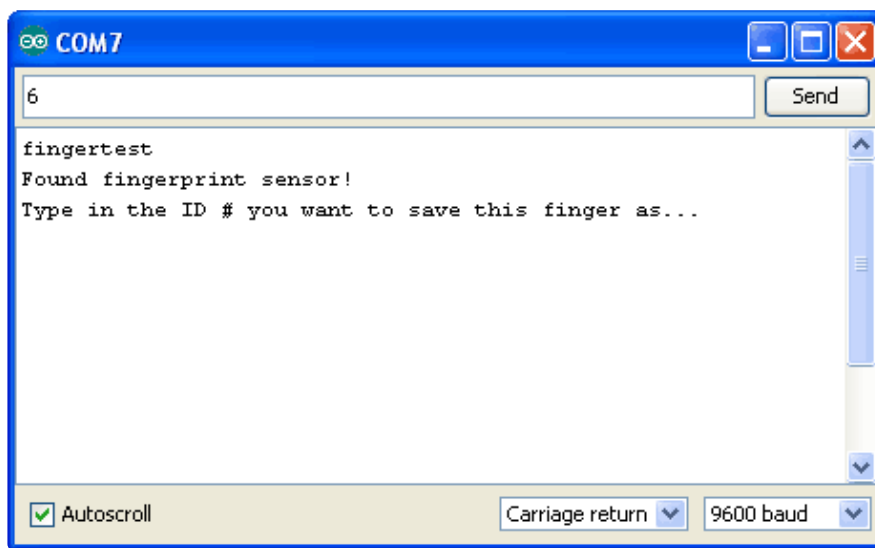 COM7
6
Send
fingertest
Found fingerprint sensor!
Type in the ID # you want to save this finger as...
Autoscroll
Carriage return
9600 baud